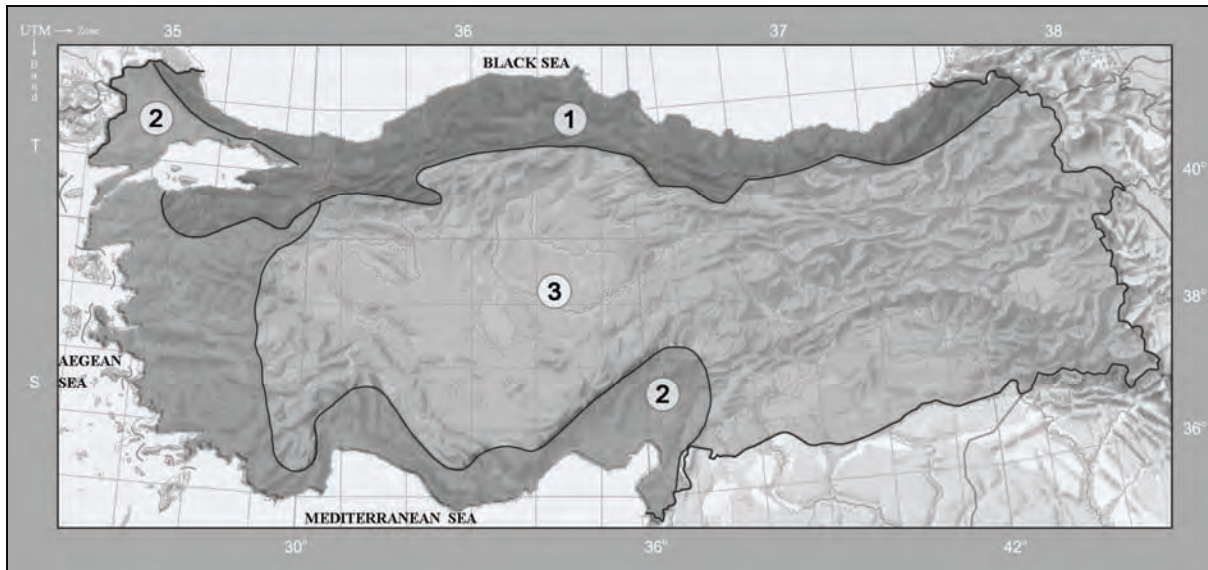 UTM → Zone
35
36
37
38
Band
BLACK SEA
2
1
T
40°
3
38°
AEGEAN
SEA
S
2
36°
MEDITERRANEAN SEA
30°
36°
42°